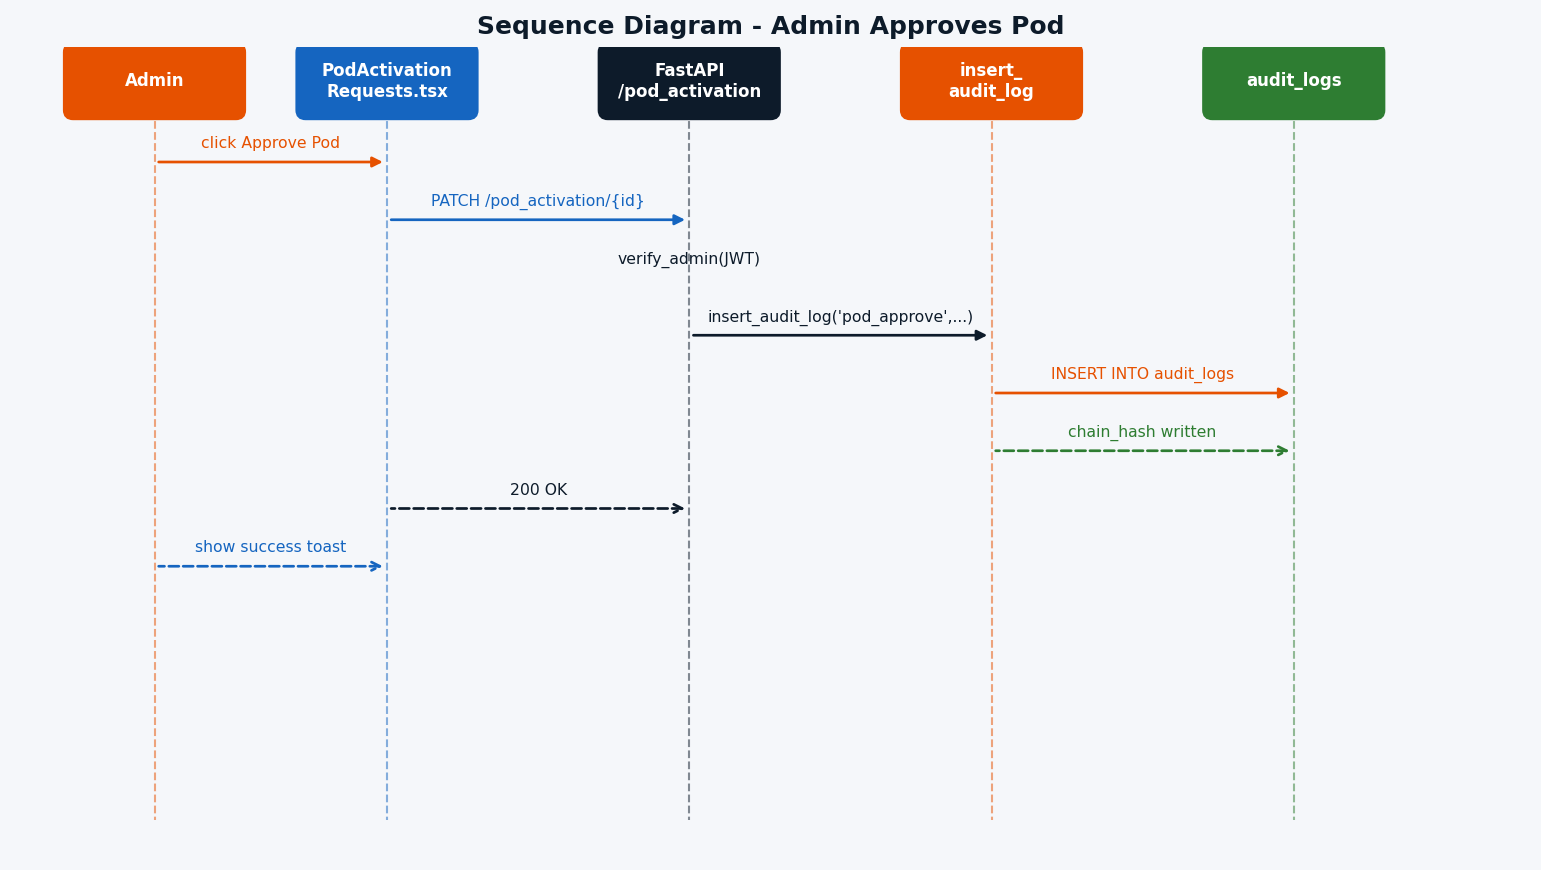 Sequence Diagram - Admin Approves Pod
Admin
PodActivation
Requests.tsx
FastAPI
/pod_activation
insert_
audit_log
audit_logs
click Approve Pod
PATCH /pod_activation/{id}
verify_admin(JWT)
insert_audit_log('pod_approve',...)
INSERT INTO audit_logs
chain_hash written
200 OK
show success toast